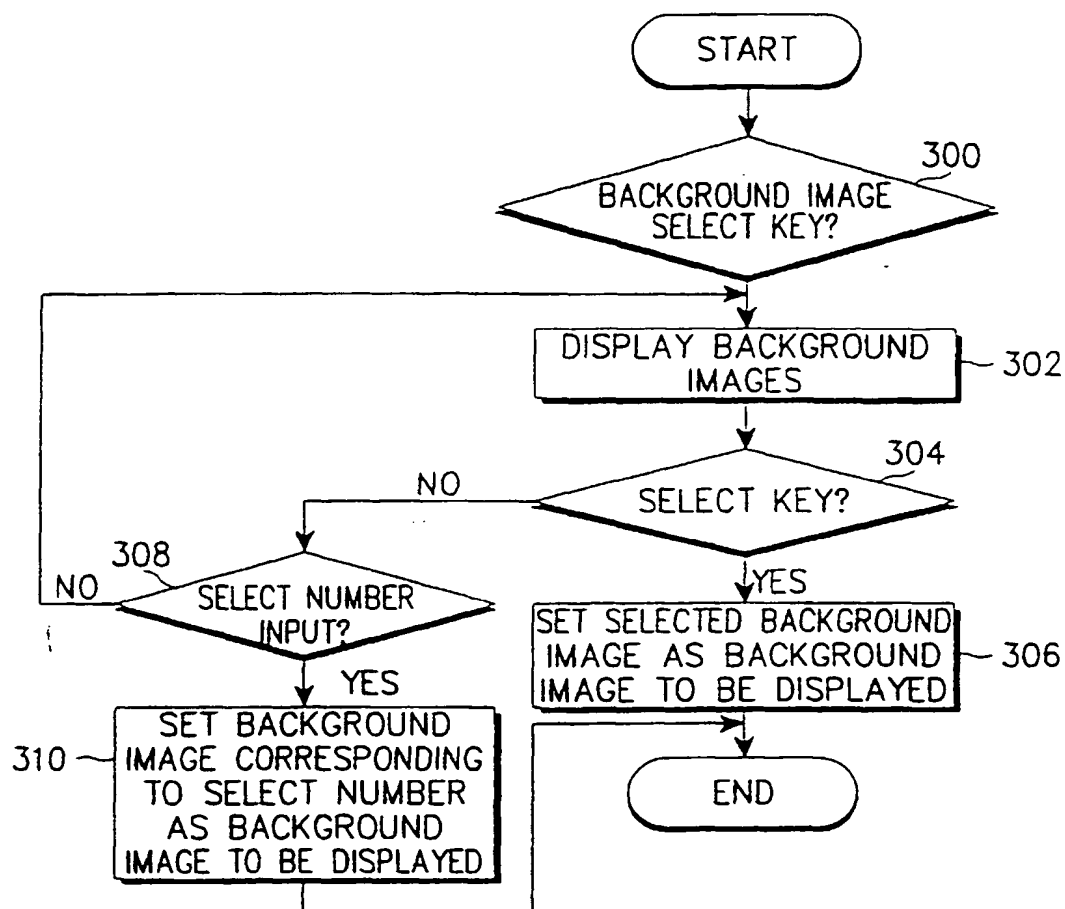 START
300
BACKGROUND IMAGE
SELECT KEY?
DISPLAY BACKGROUND
IMAGES
302
304
SELECT KEY?
NO
308
NO
SELECT NUMBER
INPUT?
YES
SET SELECTED BACKGROUND
IMAGE AS BACKGROUND
IMAGE TO BE DISPLAYED
306
YES
SET BACKGROUND
IMAGE CORRESPONDING
TO SELECT NUMBER
AS BACKGROUND
IMAGE TO BE DISPLAYED
310
END